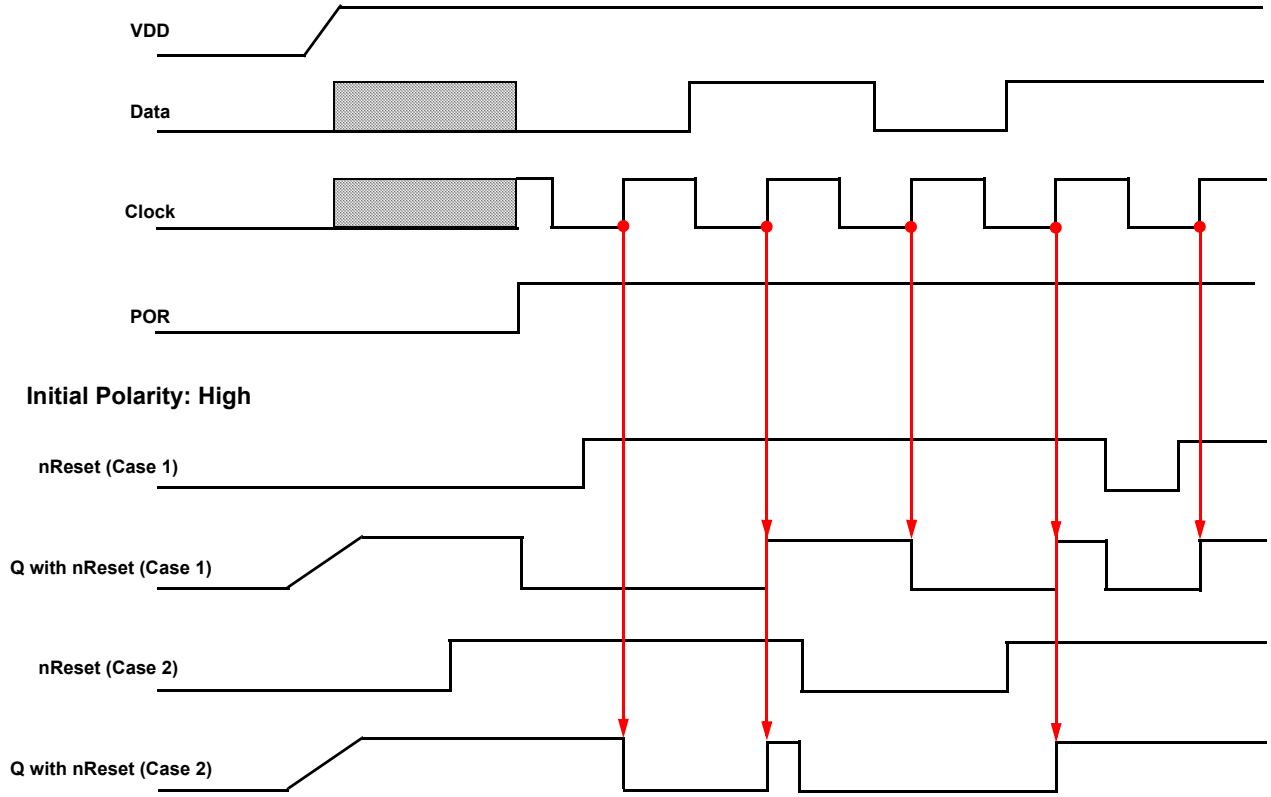 VDD
Data
Clock
POR
Initial Polarity: High
nReset (Case 1)
Q with nReset (Case 1)
nReset (Case 2)
Q with nReset (Case 2)